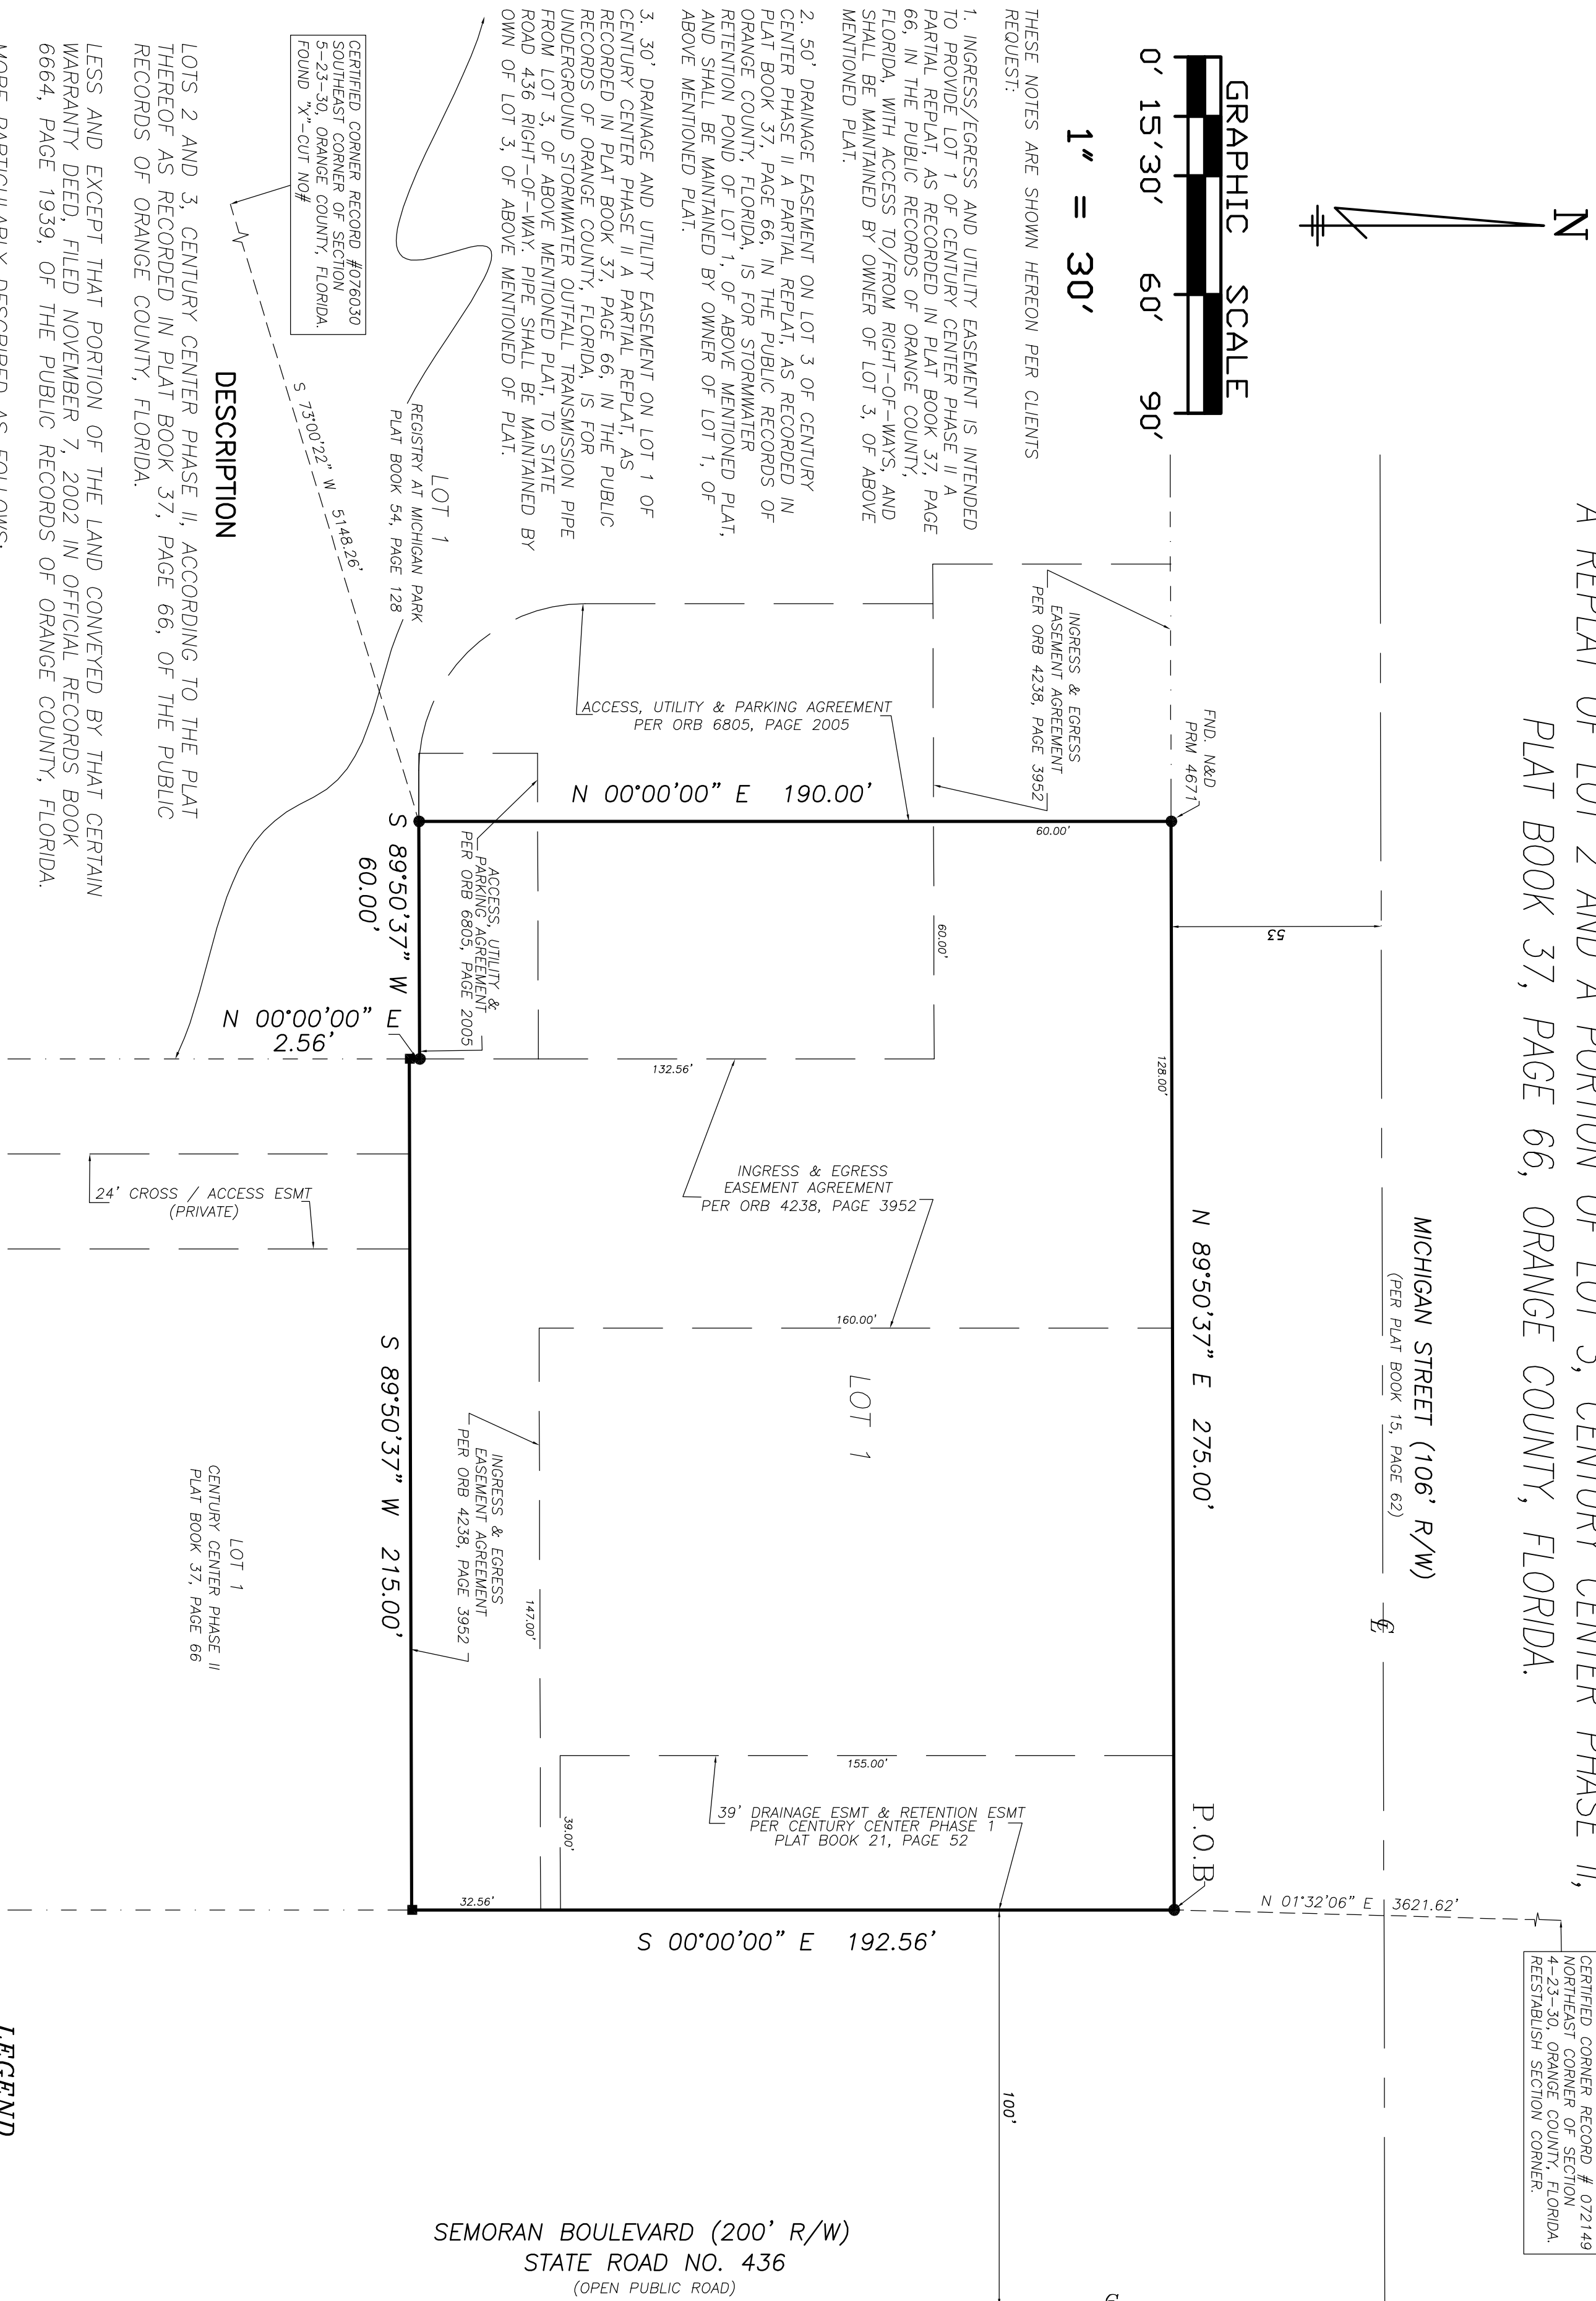 A REPLAT OF LOT 2 AND A PORTION OF LOT 3, CENTURY CENTER PHASE II,
PLAT BOOK 37, PAGE 66, ORANGE COUNTY, FLORIDA.
N
GRAPHIC SCALE
0' 15' 30' 60' 90'
1" = 30'
THESE NOTES ARE SHOWN HEREON PER CLIENTS
REQUEST:
1. INGRESS/EGRESS AND UTILITY EASEMENT IS INTENDED
TO PROVIDE LOT 1 OF CENTURY CENTER PHASE II A
PARTIAL REPLAT, AS RECORDED IN PLAT BOOK 37, PAGE
66, IN THE PUBLIC RECORDS OF ORANGE COUNTY,
FLORIDA, WITH ACCESS TO/FROM RIGHT-OF-WAYS, AND
SHALL BE MAINTAINED BY OWNER OF LOT 3, OF ABOVE
MENTIONED PLAT.
2. 50' DRAINAGE EASEMENT ON LOT 3 OF CENTURY
CENTER PHASE II A PARTIAL REPLAT, AS RECORDED IN
PLAT BOOK 37, PAGE 66, IN THE PUBLIC RECORDS OF
ORANGE COUNTY, FLORIDA, IS FOR STORMWATER
RETENTION POND OF LOT 1, OF ABOVE MENTIONED PLAT,
AND SHALL BE MAINTAINED BY OWNER OF LOT 1, OF
ABOVE MENTIONED PLAT.
3. 30' DRAINAGE AND UTILITY EASEMENT ON LOT 1 OF
CENTURY CENTER PHASE II A PARTIAL REPLAT, AS
RECORDED IN PLAT BOOK 37, PAGE 66, IN THE PUBLIC
RECORDS OF ORANGE COUNTY, FLORIDA, IS FOR
UNDERGROUND STORMWATER OUTFALL TRANSMISSION PIPE
FROM LOT 3, OF ABOVE MENTIONED PLAT, TO STATE
ROAD 436 RIGHT-OF-WAY. PIPE SHALL BE MAINTAINED BY
OWN OF LOT 3, OF ABOVE MENTIONED OF PLAT.
CERTIFIED CORNER RECORD #076030
SOUTHEAST CORNER OF SECTION
5-23-30, ORANGE COUNTY, FLORIDA.
FOUND "X"-CUT NO#
S 73°00'22" W 5148.26'
LOT 1
REGISTRY AT MICHIGAN PARK
PLAT BOOK 54, PAGE 128
DESCRIPTION
LOTS 2 AND 3, CENTURY CENTER PHASE II, ACCORDING TO THE PLAT
THEREOF AS RECORDED IN PLAT BOOK 37, PAGE 66, OF THE PUBLIC
RECORDS OF ORANGE COUNTY, FLORIDA.
LESS AND EXCEPT THAT PORTION OF THE LAND CONVEYED BY THAT CERTAIN
WARRANTY DEED, FILED NOVEMBER 7, 2002 IN OFFICIAL RECORDS BOOK
6664, PAGE 1939, OF THE PUBLIC RECORDS OF ORANGE COUNTY, FLORIDA.
MORE PARTICULARLY DESCRIBED AS FOLLOWS:
MICHIGAN STREET (106' R/W)
(PER PLAT BOOK 15, PAGE 62)
53
FND. N&D
PRM 4671
INGRESS & EGRESS
EASEMENT AGREEMENT
PER ORB 4238, PAGE 3952
ACCESS, UTILITY & PARKING AGREEMENT
PER ORB 6805, PAGE 2005
N 00°00'00" E 190.00'
60.00'
60.00'
128.00'
N 89°50'37" E 275.00'
ACCESS, UTILITY &
PARKING AGREEMENT
PER ORB 6805, PAGE 2005
S 89°50'37" W
60.00'
N 00°00'00" E
2.56'
132.56'
INGRESS & EGRESS
EASEMENT AGREEMENT
PER ORB 4238, PAGE 3952
160.00'
LOT 1
24' CROSS / ACCESS ESMT
(PRIVATE)
S 89°50'37" W 215.00'
INGRESS & EGRESS
EASEMENT AGREEMENT
PER ORB 4238, PAGE 3952
147.00'
LOT 1
CENTURY CENTER PHASE II
PLAT BOOK 37, PAGE 66
155.00'
39' DRAINAGE ESMT & RETENTION ESMT
PER CENTURY CENTER PHASE 1
PLAT BOOK 21, PAGE 52
39.00'
32.56'
P.O.B
S 00°00'00" E 192.56'
N 01°32'06" E 3621.62'
CERTIFIED CORNER RECORD # 072149
NORTHEAST CORNER OF SECTION
4-23-30, ORANGE COUNTY, FLORIDA.
REESTABLISH SECTION CORNER.
100'
SEMORAN BOULEVARD (200' R/W)
STATE ROAD NO. 436
(OPEN PUBLIC ROAD)
LEGEND